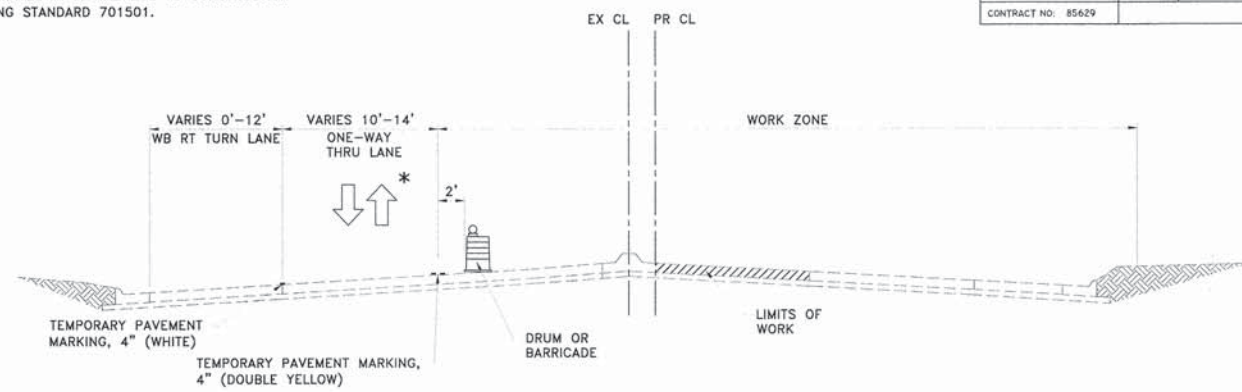 NG STANDARD 701501.
CONTRACT NO: 85629
EX CL PR CL
VARIES 0'-12'
WB RT TURN LANE
VARIES 10'-14'
ONE-WAY
THRU LANE
WORK ZONE
*
2'
TEMPORARY PAVEMENT
MARKING, 4" (WHITE)
TEMPORARY PAVEMENT MARKING,
4" (DOUBLE YELLOW)
DRUM OR
BARRICADE
LIMITS OF
WORK